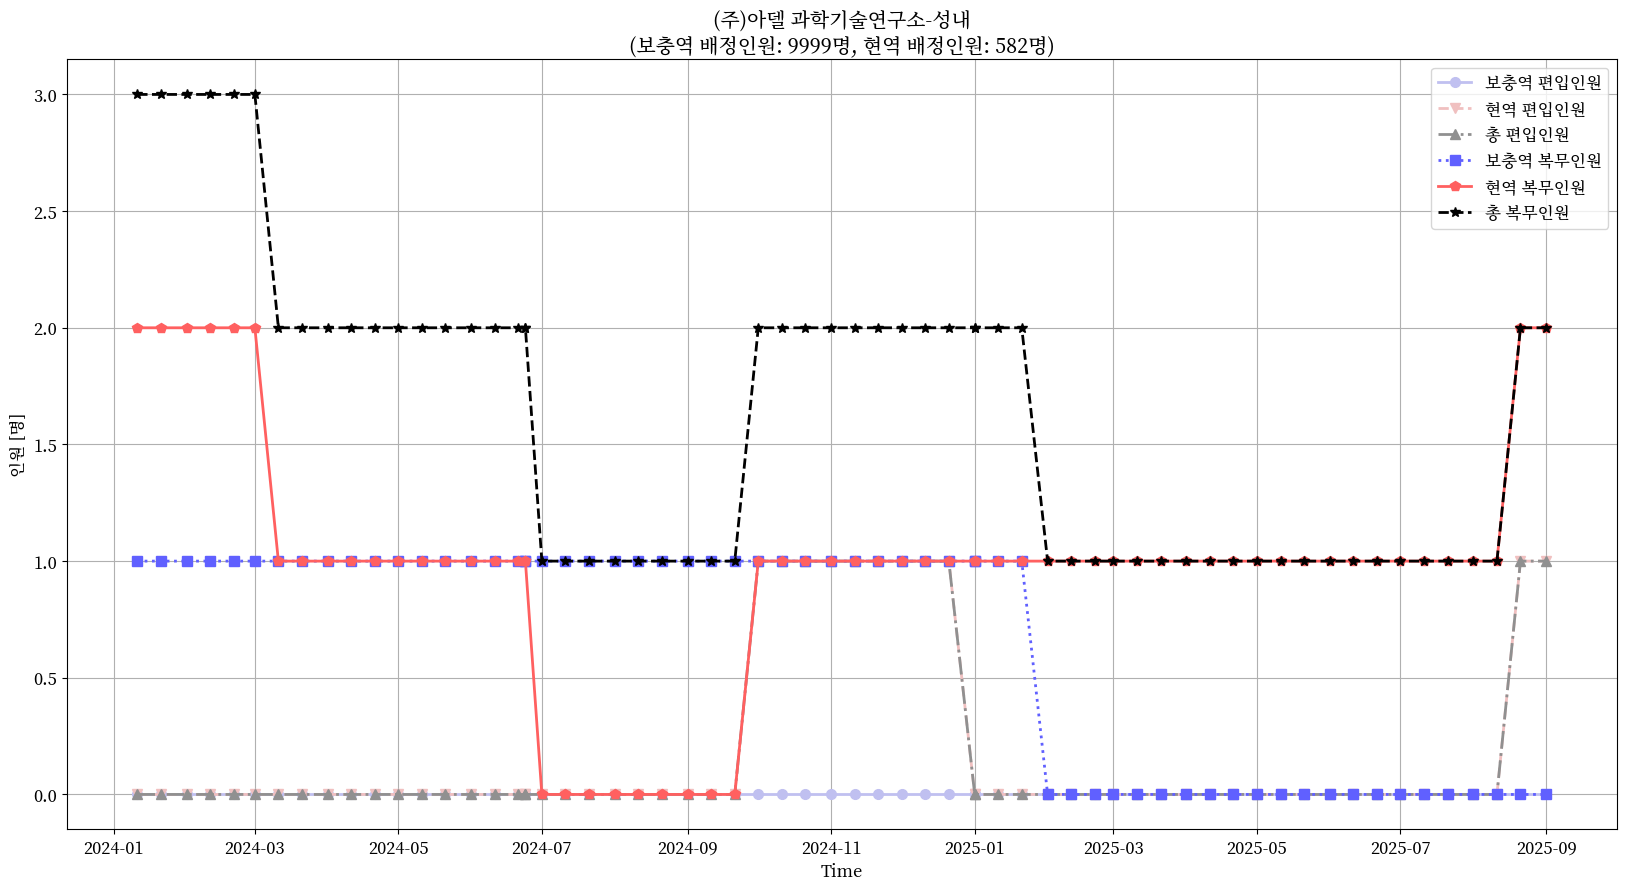 (주)아델 과학기술연구소-성내
(보충역 배정인원: 9999명, 현역 배정인원: 582명)
보충역 편입인원
현역 편입인원
총 편입인원
보충역 복무인원
현역 복무인원
총 복무인원
인원 [명]
3.0
2.5
2.0
1.5
1.0
0.5
0.0
2024-01
2024-03
2024-05
2024-07
2024-09
2024-11
2025-01
2025-03
2025-05
2025-07
2025-09
Time